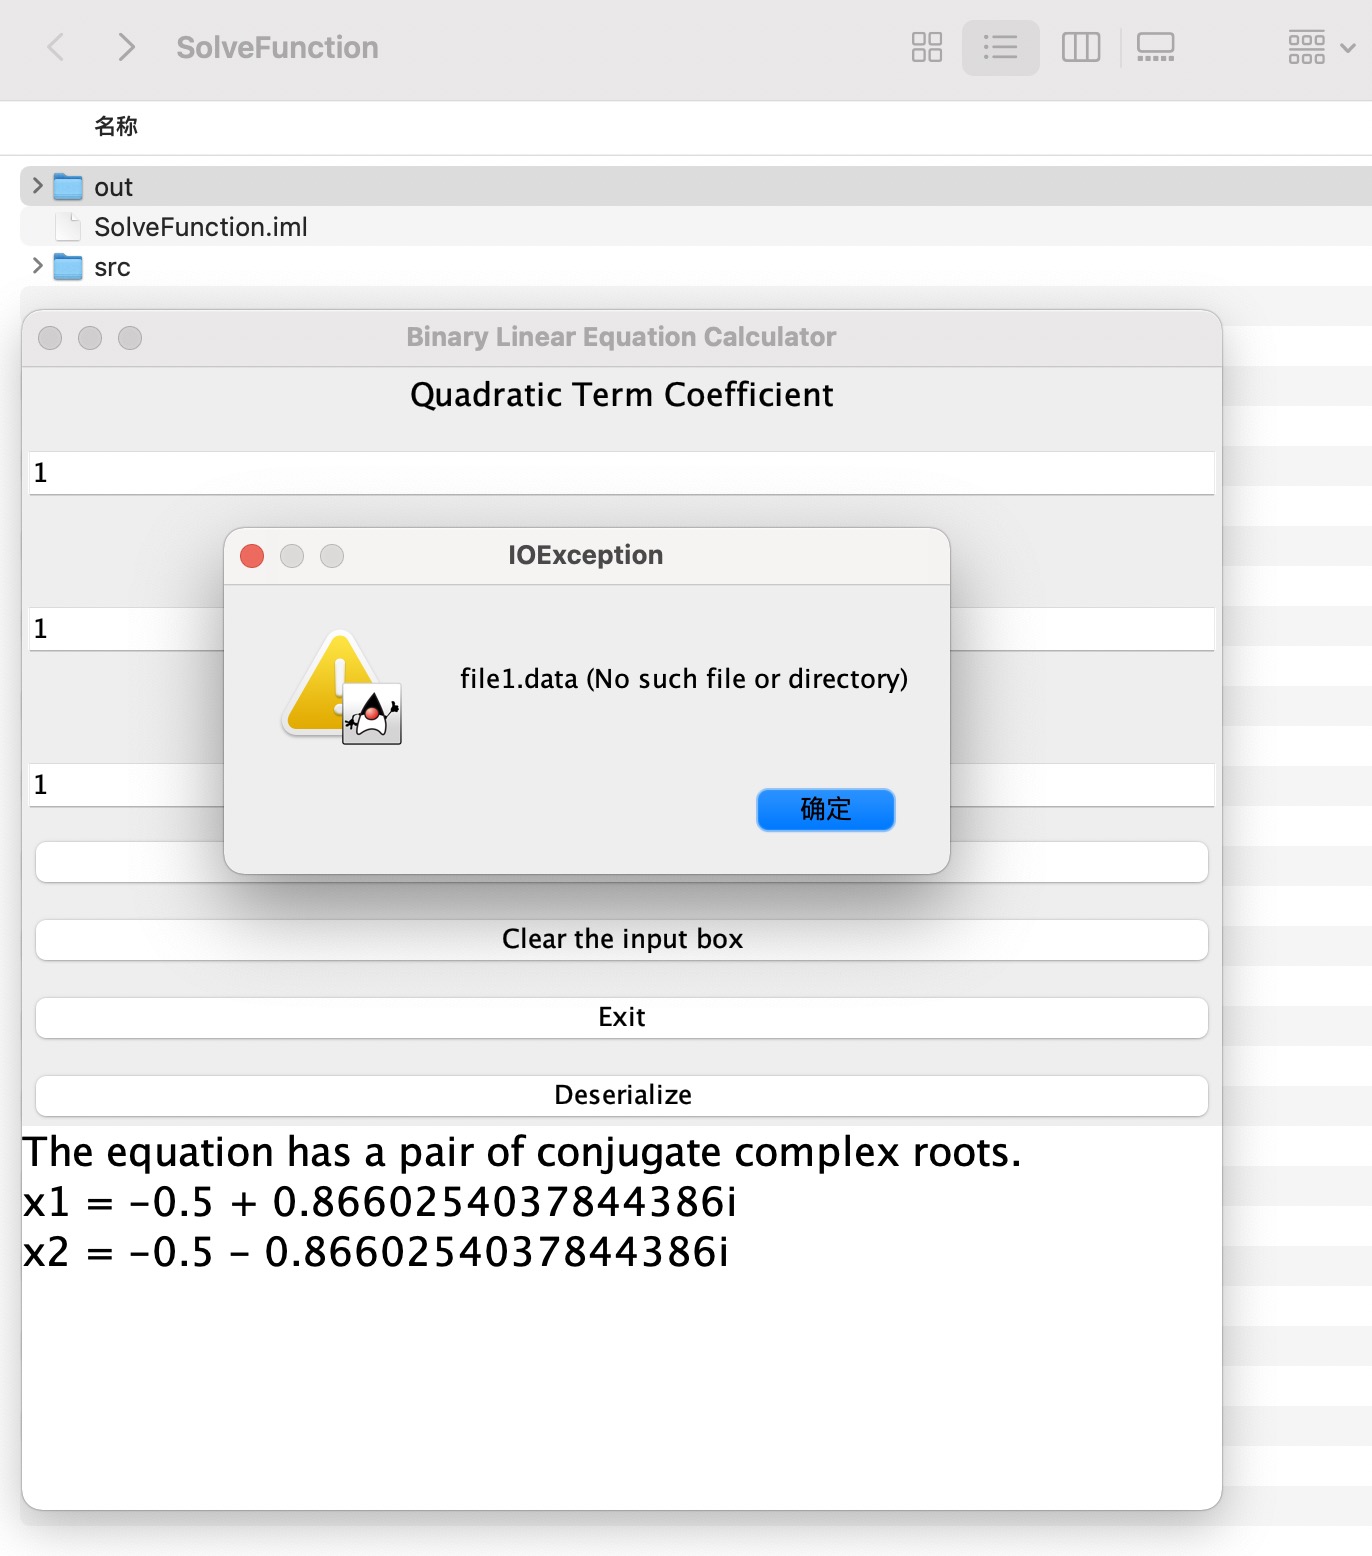 SolveFunction
名称
out
SolveFunction.iml
src
Binary Linear Equation Calculator
Quadratic Term Coefficient
1
IOException
1
file1.data (No such file or directory)
1
确定
Clear the input box
Exit
Deserialize
The equation has a pair of conjugate complex roots.
x1 = -0.5 + 0.8660254037844386i
x2 = -0.5 - 0.8660254037844386i